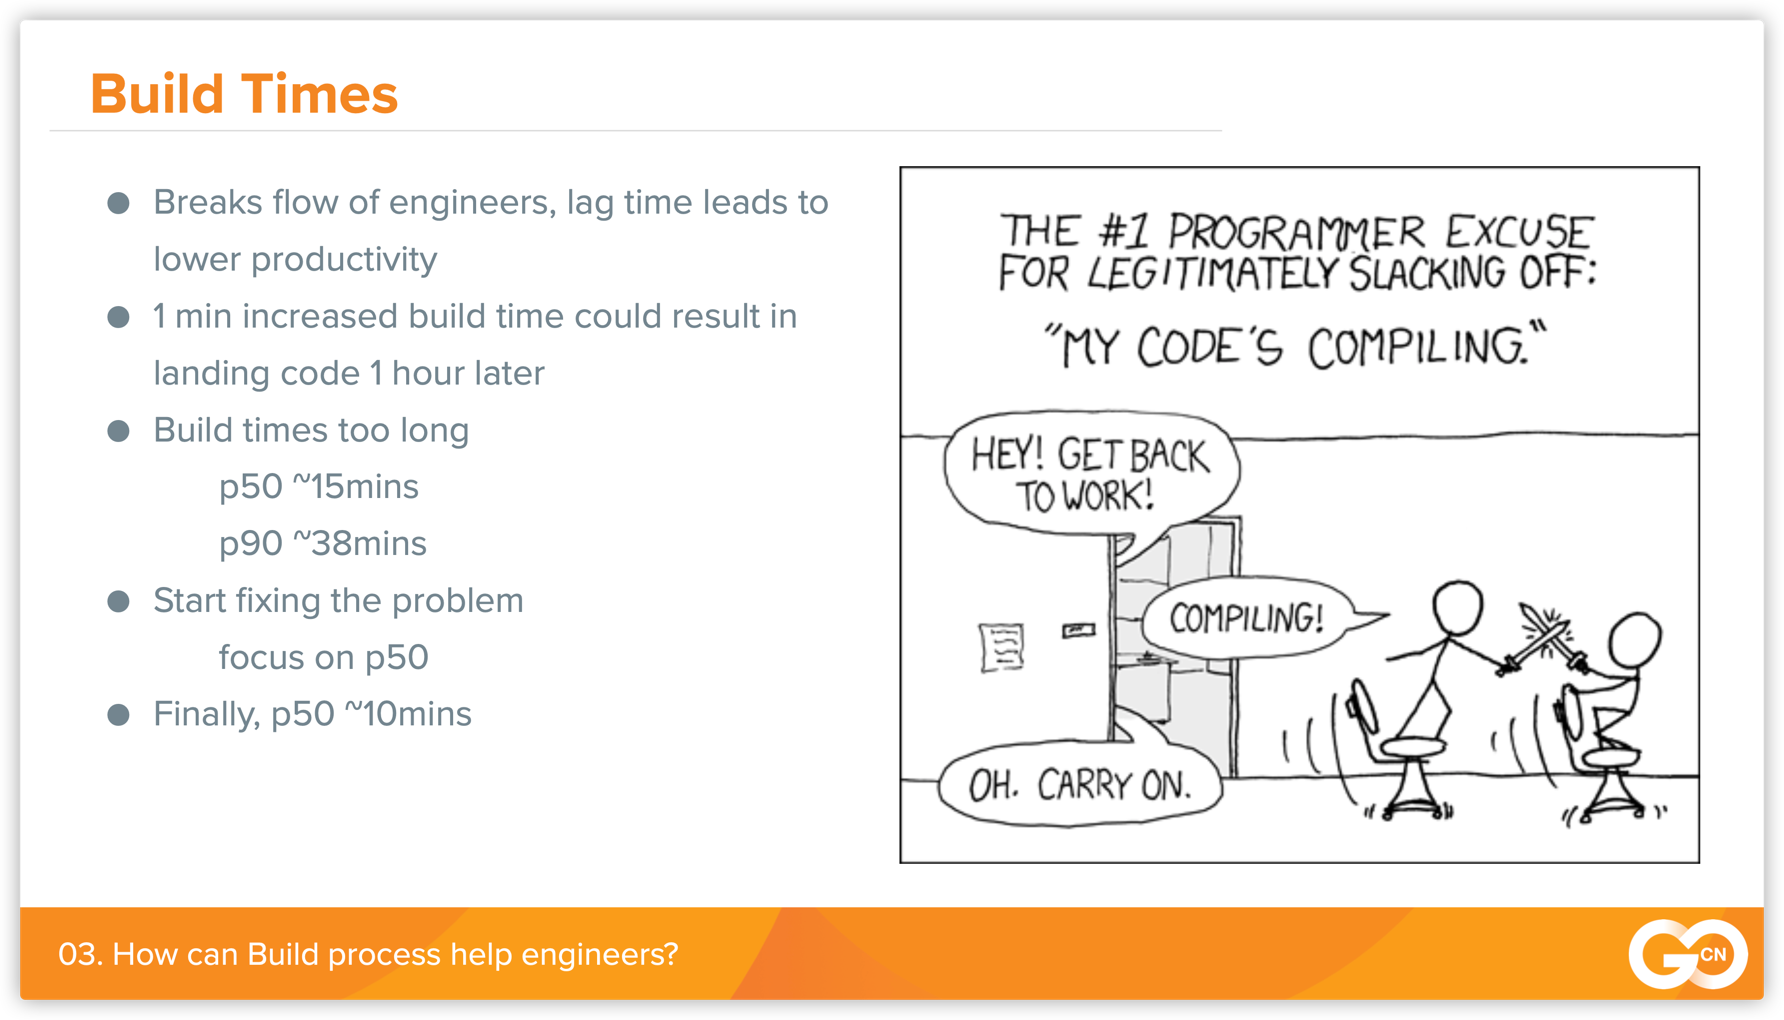 Build Times
● Breaks flow of engineers, lag time leads to
lower productivity
● 1 min increased build time could result in
landing code 1 hour later
● Build times too long
p50 ~15mins
p90 ~38mins
● Start fixing the problem
focus on p50
● Finally, p50 ~10mins
THE #1 PROGRAMMER EXCUSE
FOR LEGITIMATELY SLACKING OFF:
"MY CODE'S COMPILING."
HEY! GET BACK
TO WORK!
COMPILING!
OH. CARRY ON.
03. How can Build process help engineers?
GO CN